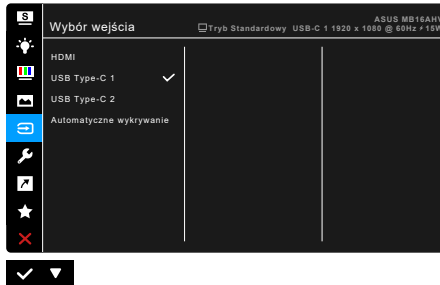 S
Wybór wejścia
ASUS MB16AHV
Tryb Standardowy USB-C 1 1920 x 1080 @ 60Hz 15W
HDMI
USB Type-C 1
USB Type-C 2
Automatyczne wykrywanie